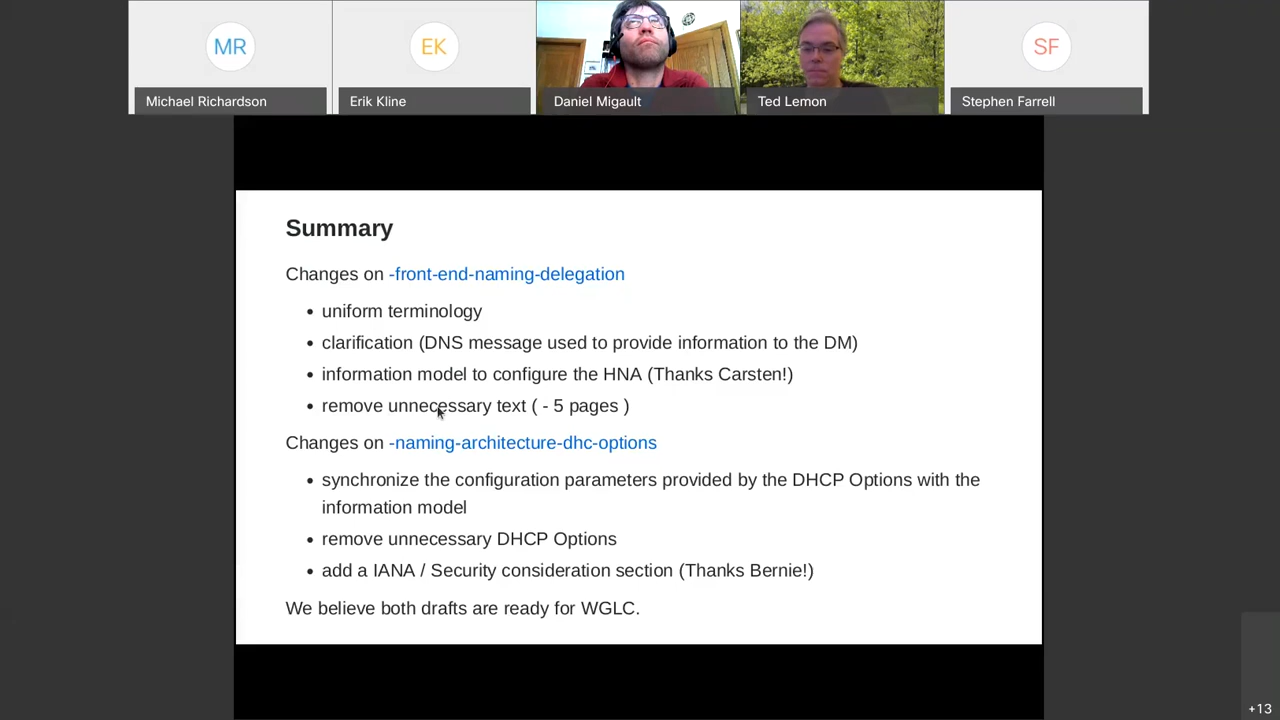 MR
EK
SF
Michael Richardson
Erik Kline
Daniel Migault
Ted Lemon
Stephen Farrell
Summary
Changes on -front-end-naming-delegation
• uniform terminology
• clarification (DNS message used to provide information to the DM)
• information model to configure the HNA (Thanks Carsten!)
• remove unnecessary text ( - 5 pages )
Changes on -naming-architecture-dhc-options
• synchronize the configuration parameters provided by the DHCP Options with the
information model
• remove unnecessary DHCP Options
• add a IANA / Security consideration section (Thanks Bernie!)
We believe both drafts are ready for WGLC.
+13